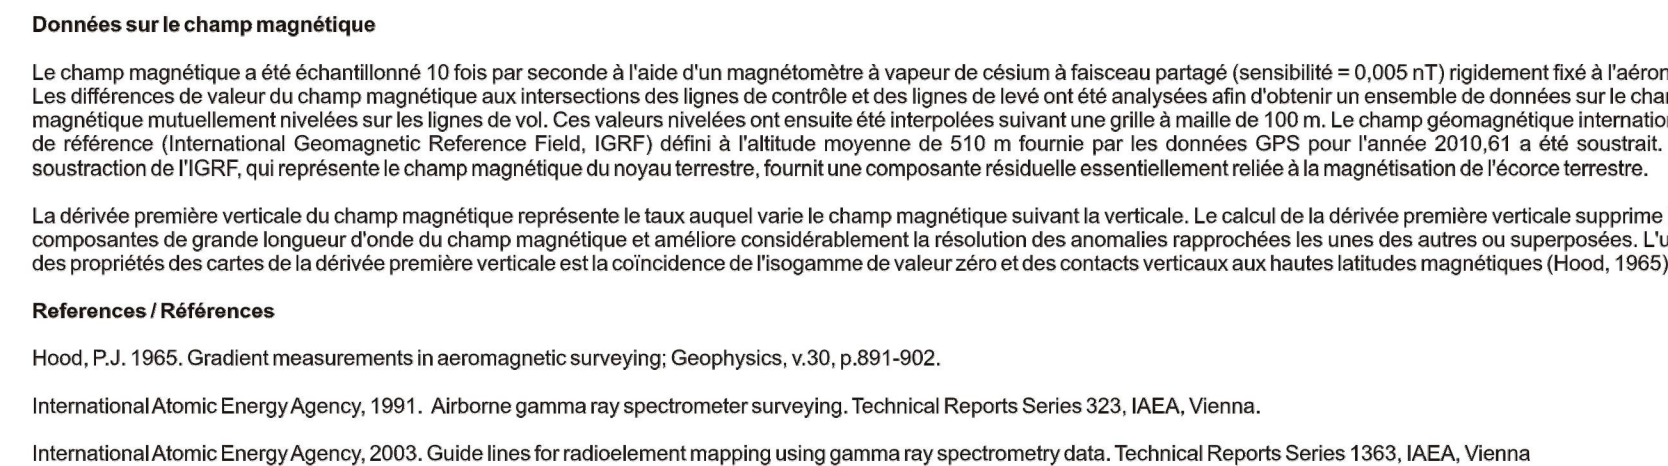 Données sur le champ magnétique
Le champ magnétique a été échantillonné 10 fois par seconde à l'aide d'un magnétomètre à vapeur de césium à faisceau partagé (sensibilité = 0,005 nT) rigidement fixé à
Les différences de valeur du champ magnétique aux intersections des lignes de contrôle et des lignes de levé ont été analysées afin d'obtenir un ensemble de données sur le
magnétique mutuellement nivelées sur les lignes de vol. Ces valeurs nivelées ont ensuite été interpolées suivant une grille à maille de 100 m. Le champ géomagnétique
de référence (International Geomagnetic Reference Field, IGRF) défini à l'altitude moyenne de 510 m fournie par les données GPS pour l'année 2010,61 a été soustrait.
soustraction de l'IGRF, qui représente le champ magnétique du noyau terrestre, fournit une composante résiduelle essentiellement reliée à la magnétisation de l'écorce terrestre.
La dérivée première verticale du champ magnétique représente le taux auquel varie le champ magnétique suivant la verticale. Le calcul de la dérivée première verticale supprime
composantes de grande longueur d'onde du champ magnétique et améliore considérablement la résolution des anomalies rapprochées les unes des autres ou superposées.
des propriétés des cartes de la dérivée première verticale est la coïncidence de l'isogamme de valeur zéro et des contacts verticaux aux hautes latitudes magnétiques (Hood, 1965)
References / Références
Hood, P.J. 1965. Gradient measurements in aeromagnetic surveying; Geophysics, v.30, p.891-902.
International Atomic Energy Agency, 1991. Airborne gamma ray spectrometer surveying. Technical Reports Series 323, IAEA, Vienna.
International Atomic Energy Agency, 2003. Guide lines for radioelement mapping using gamma ray spectrometry data. Technical Reports Series 1363, IAEA, Vienna